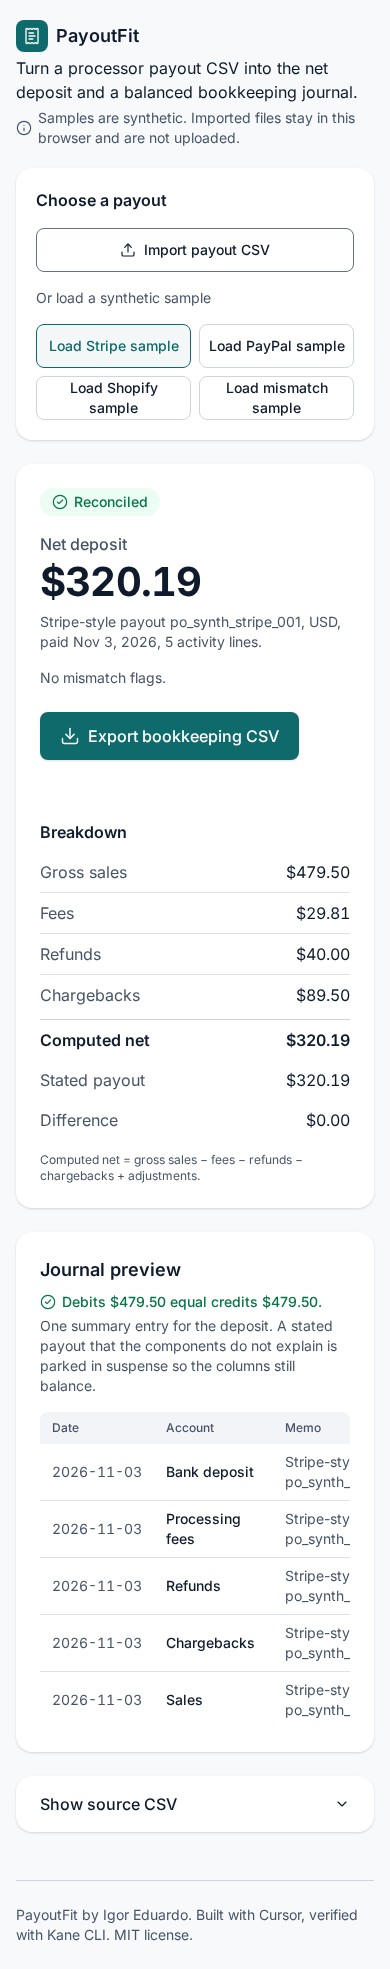 PayoutFit
Turn a processor payout CSV into the net
deposit and a balanced bookkeeping journal.
Samples are synthetic. Imported files stay in this
browser and are not uploaded.
Choose a payout
Import payout CSV
Or load a synthetic sample
Load Stripe sample
Load PayPal sample
Load Shopify
sample
Load mismatch
sample
Reconciled
Net deposit
$320.19
Stripe-style payout po_synth_stripe_001, USD,
paid Nov 3, 2026, 5 activity lines.
No mismatch flags.
Export bookkeeping CSV
Breakdown
Gross sales $479.50
Fees $29.81
Refunds $40.00
Chargebacks $89.50
Computed net $320.19
Stated payout $320.19
Difference $0.00
Computed net = gross sales − fees − refunds −
chargebacks + adjustments.
Journal preview
Debits $479.50 equal credits $479.50.
One summary entry for the deposit. A stated
payout that the components do not explain is
parked in suspense so the columns still
balance.
Date Account Memo
2026-11-03 Bank deposit Stripe-sty
po_synth_
2026-11-03 Processing
fees Stripe-sty
po_synth_
2026-11-03 Refunds Stripe-sty
po_synth_
2026-11-03 Chargebacks Stripe-sty
po_synth_
2026-11-03 Sales Stripe-sty
po_synth_
Show source CSV
PayoutFit by Igor Eduardo. Built with Cursor, verified
with Kane CLI. MIT license.